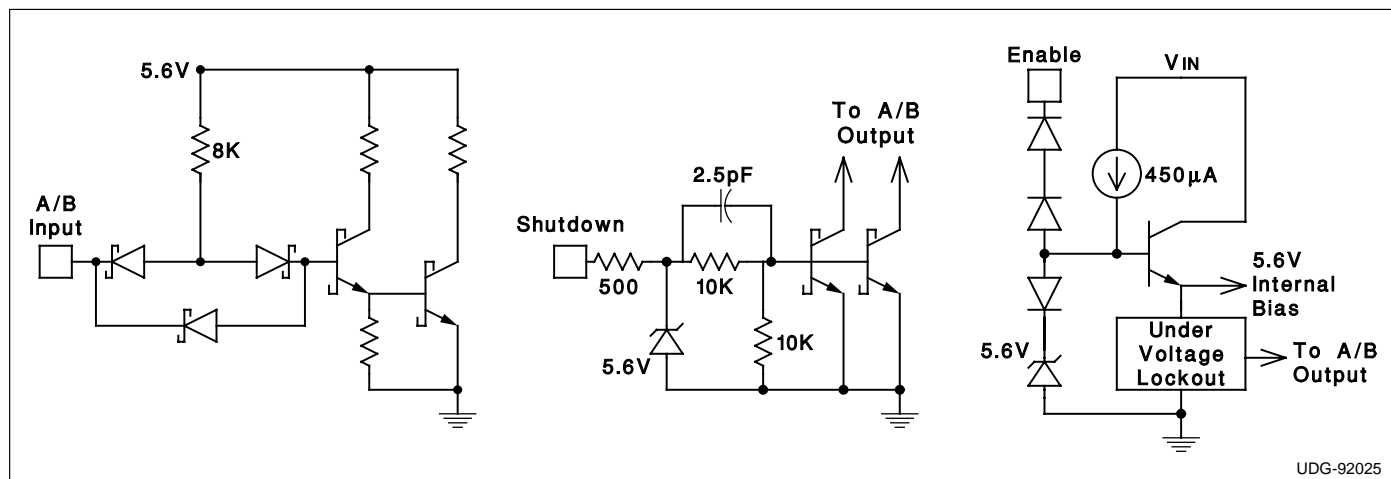 5.6V
8K
A/B
Input
To A/B
Output
2.5pF
Shutdown
500
10K
10K
5.6V
Enable
VIN
450μA
5.6V
Internal
Bias
5.6V
Under
Voltage
Lockout
To A/B
Output
UDG-92025